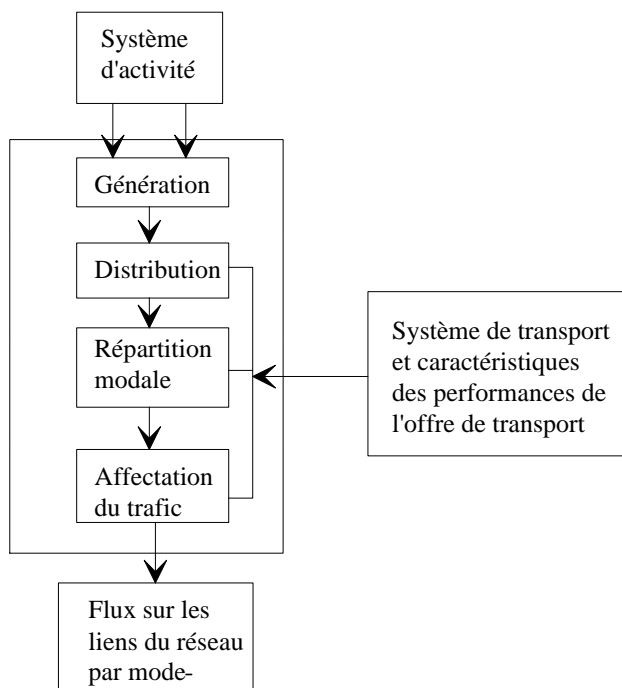 Système
d'activité
Génération
Distribution
Répartition
modale
Affectation
du trafic
Système de transport
et caractéristiques
des performances de
l'offre de transport
Flux sur les
liens du réseau
par mode-